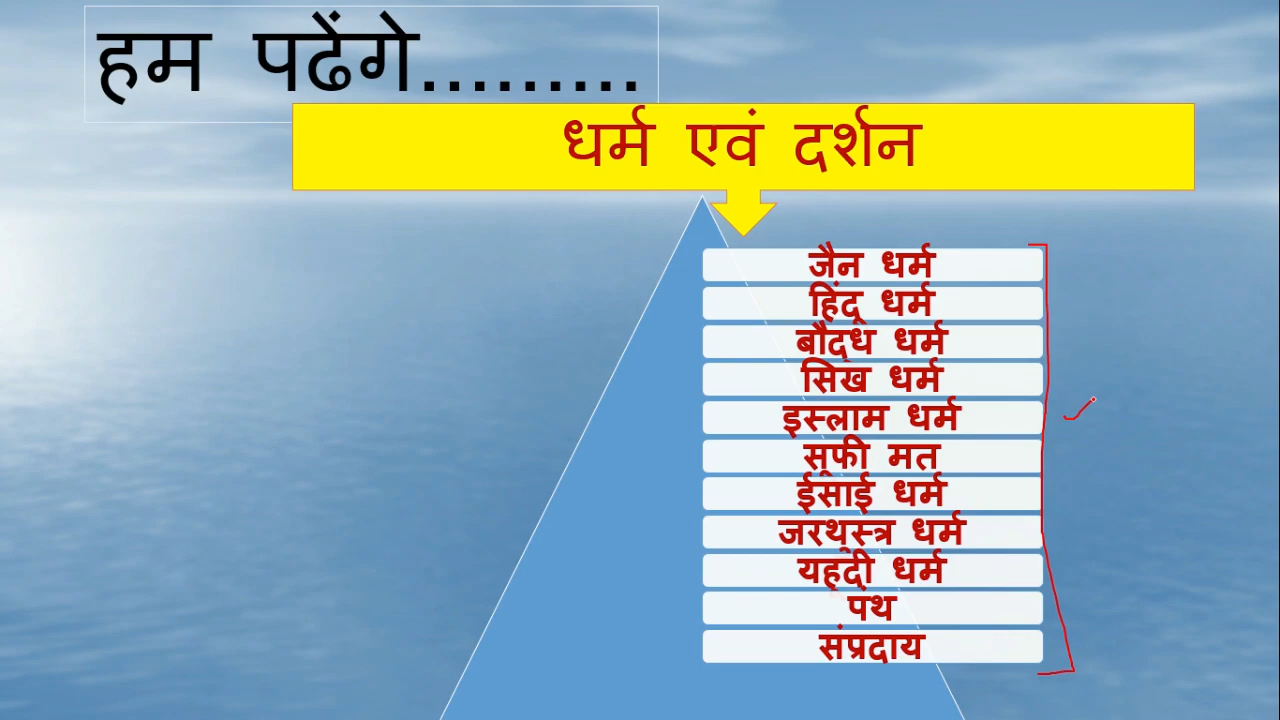 हम पढेंगे.........
धर्म एवं दर्शन
जैन धर्म
हिंदू धर्म
बौद्ध धर्म
सिख धर्म
इस्लाम धर्म
सूफी मत
ईसाई धर्म
जरथुस्त्र धर्म
यहूदी धर्म
पंथ
संप्रदाय